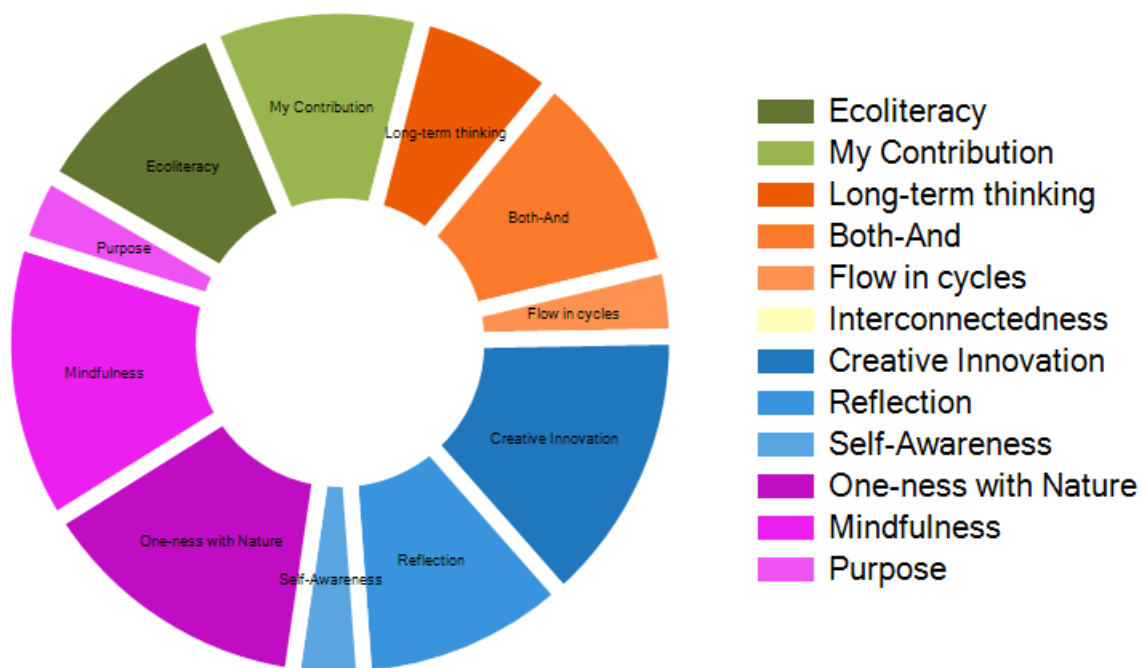 My Contribution
Long-term thinking
Ecoliteracy
Both-And
Purpose
Flow in cycles
Mindfulness
Creative Innovation
One-ness with Nature
Reflection
Self-Awareness
Ecoliteracy
My Contribution
Long-term thinking
Both-And
Flow in cycles
Interconnectedness
Creative Innovation
Reflection
Self-Awareness
One-ness with Nature
Mindfulness
Purpose